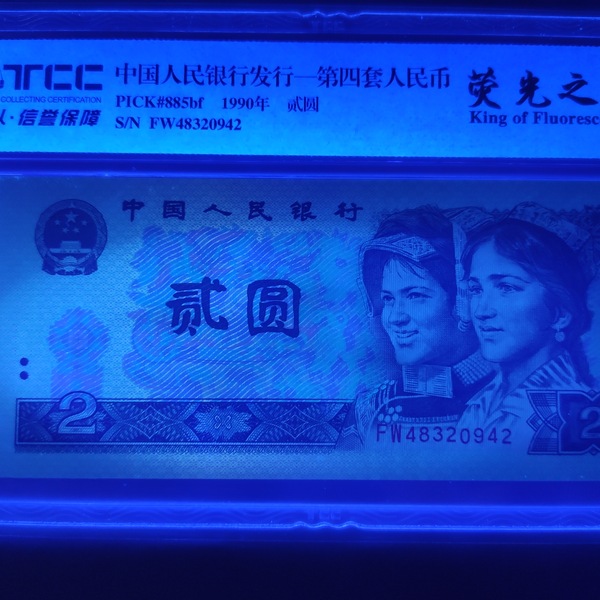 ATCC
中国人民银行发行—第四套人民币
荧光之
COLLECTING CERTIFICATION
PICK#885bf 1990年 贰圆
King of Fluoresc
·信誉保障
S/N FW48320942
中国人民银行
贰圆
2
FW48320942
2